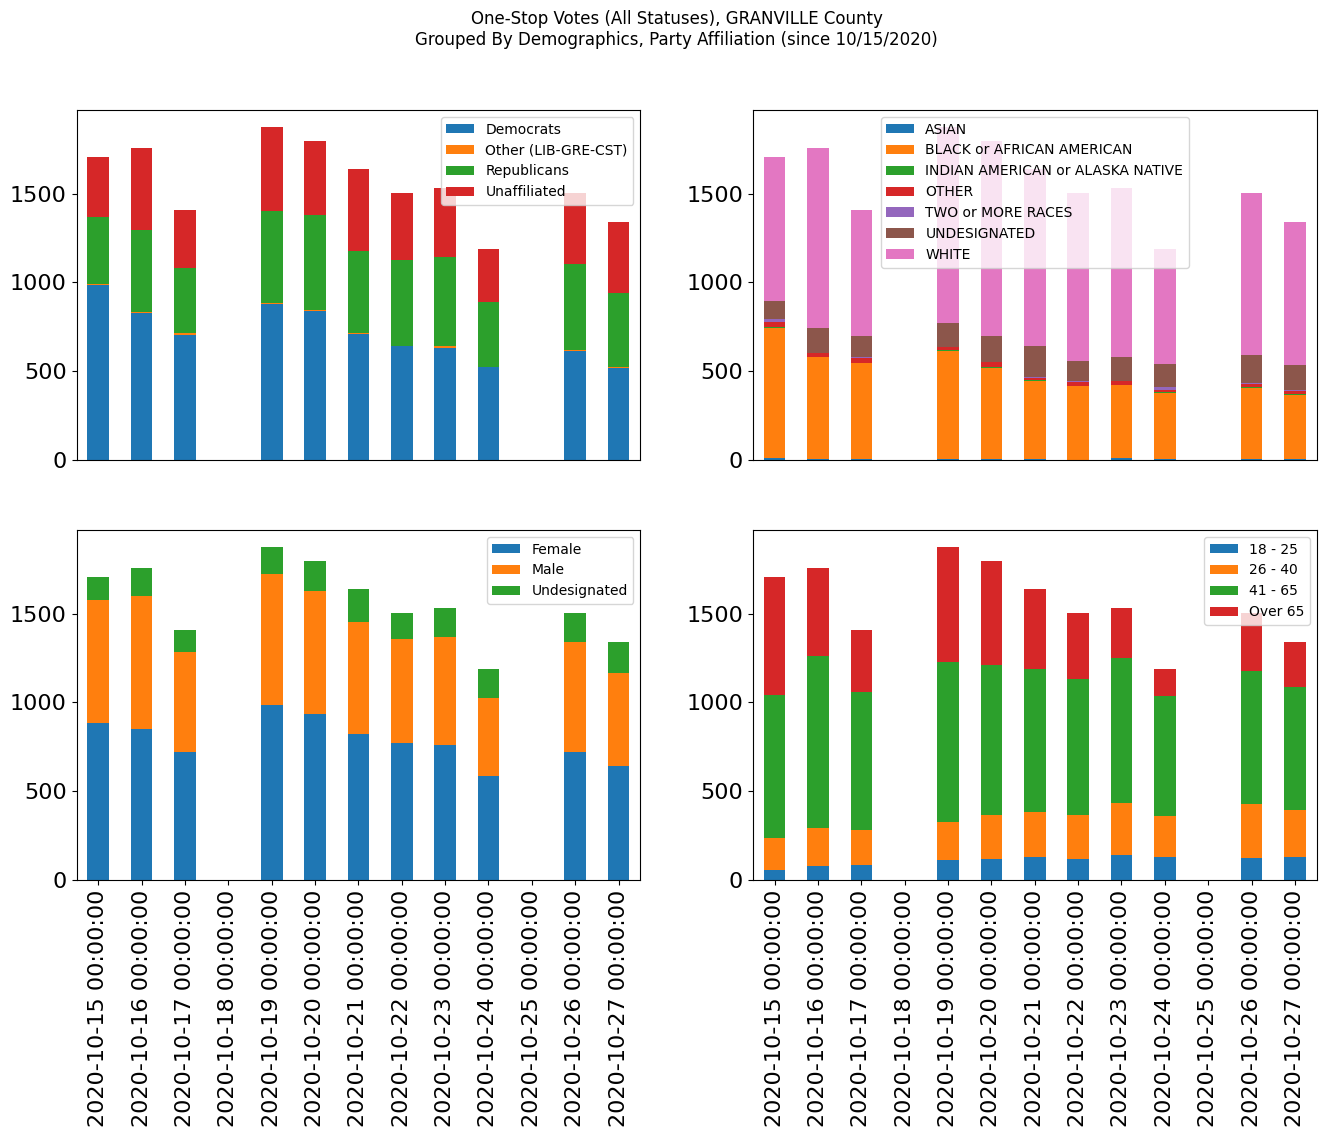 One-Stop Votes (All Statuses), GRANVILLE County
Grouped By Demographics, Party Affiliation (since 10/15/2020)
1500
1000
500
0
Democrats
Other (LIB-GRE-CST)
Republicans
Unaffiliated
1500
1000
500
0
ASIAN
BLACK or AFRICAN AMERICAN
INDIAN AMERICAN or ALASKA NATIVE
OTHER
TWO or MORE RACES
UNDESIGNATED
WHITE
1500
1000
500
0
Female
Male
Undesignated
2020-10-15 00:00:00
2020-10-16 00:00:00
2020-10-17 00:00:00
2020-10-18 00:00:00
2020-10-19 00:00:00
2020-10-20 00:00:00
2020-10-21 00:00:00
2020-10-22 00:00:00
2020-10-23 00:00:00
2020-10-24 00:00:00
2020-10-25 00:00:00
2020-10-26 00:00:00
2020-10-27 00:00:00
1500
1000
500
0
18 - 25
26 - 40
41 - 65
Over 65
2020-10-15 00:00:00
2020-10-16 00:00:00
2020-10-17 00:00:00
2020-10-18 00:00:00
2020-10-19 00:00:00
2020-10-20 00:00:00
2020-10-21 00:00:00
2020-10-22 00:00:00
2020-10-23 00:00:00
2020-10-24 00:00:00
2020-10-25 00:00:00
2020-10-26 00:00:00
2020-10-27 00:00:00